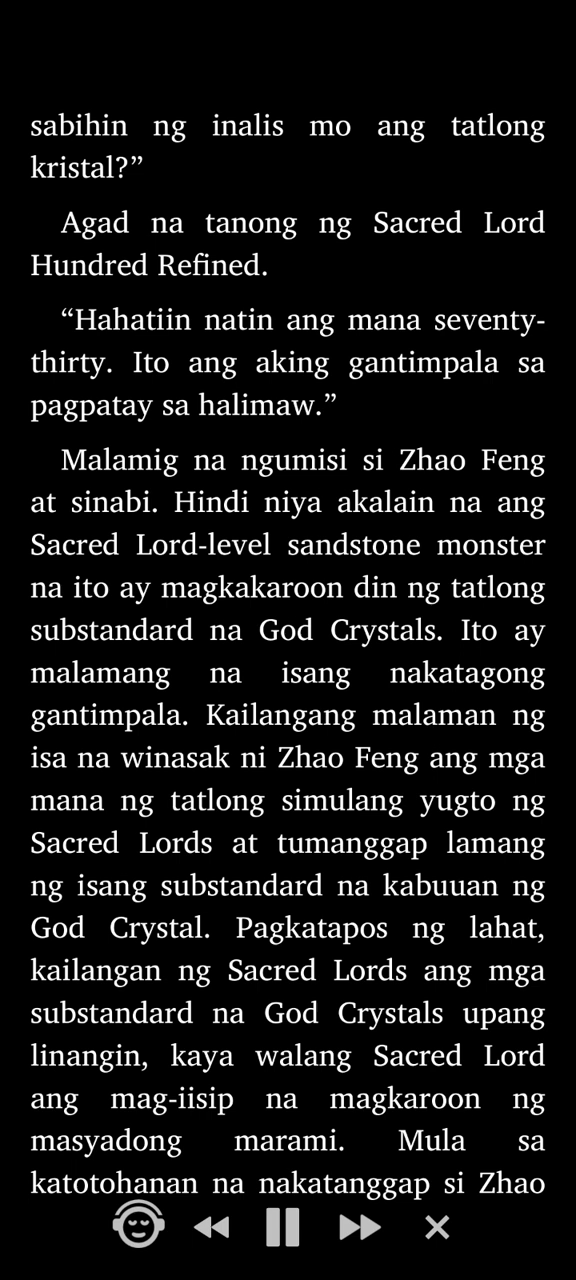 sabihin ng inalis mo ang tatlong
kristal?”
Agad na tanong ng Sacred Lord
Hundred Refined.
“Hahatiin natin ang mana seventy-
thirty. Ito ang aking gantimpala sa
pagpatay sa halimaw.”
Malamig na ngumisi si Zhao Feng
at sinabi. Hindi niya akalain na ang
Sacred Lord-level sandstone monster
na ito ay magkakaroon din ng tatlong
substandard na God Crystals. Ito ay
malamang na isang nakatagong
gantimpala. Kailangang malaman ng
isa na winasak ni Zhao Feng ang mga
mana ng tatlong simulang yugto ng
Sacred Lords at tumanggap lamang
ng isang substandard na kabuuan ng
God Crystal. Pagkatapos ng lahat,
kailangan ng Sacred Lords ang mga
substandard na God Crystals upang
linangin, kaya walang Sacred Lord
ang mag-iisip na magkaroon ng
masyadong marami. Mula sa
katotohanan na nakatanggap si Zhao